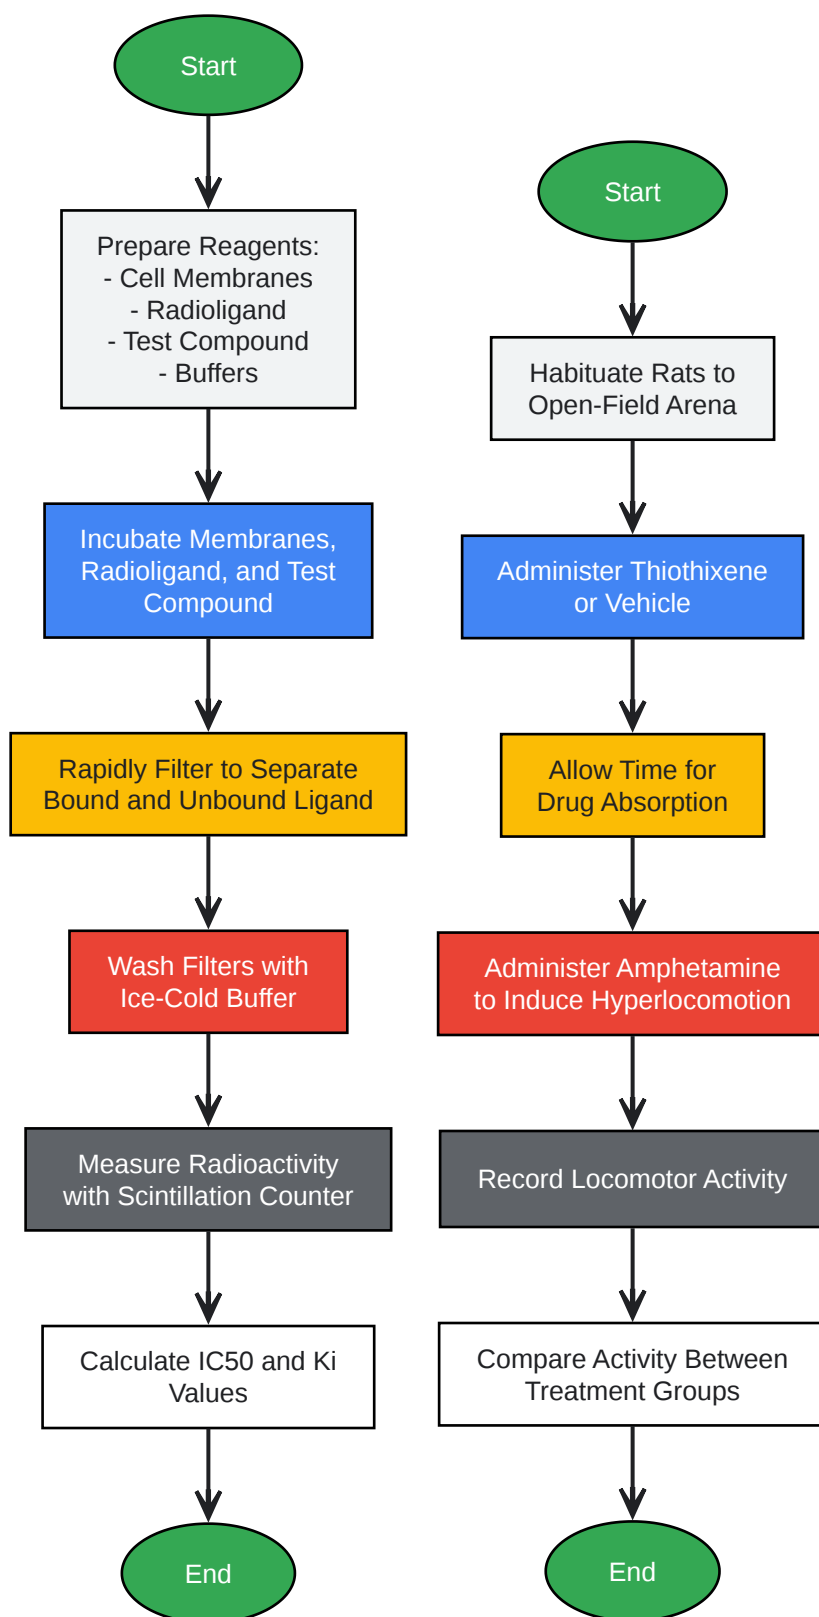 Start
Prepare Reagents:
- Cell Membranes
- Radioligand
- Test Compound
- Buffers
Incubate Membranes,
Radioligand, and Test
Compound
Rapidly Filter to Separate
Bound and Unbound Ligand
Wash Filters with
Ice-Cold Buffer
Measure Radioactivity
with Scintillation Counter
Calculate IC50 and Ki
Values
End
Start
Habituate Rats to
Open-Field Arena
Administer Thiothixene
or Vehicle
Allow Time for
Drug Absorption
Administer Amphetamine
to Induce Hyperlocomotion
Record Locomotor Activity
Compare Activity Between
Treatment Groups
End